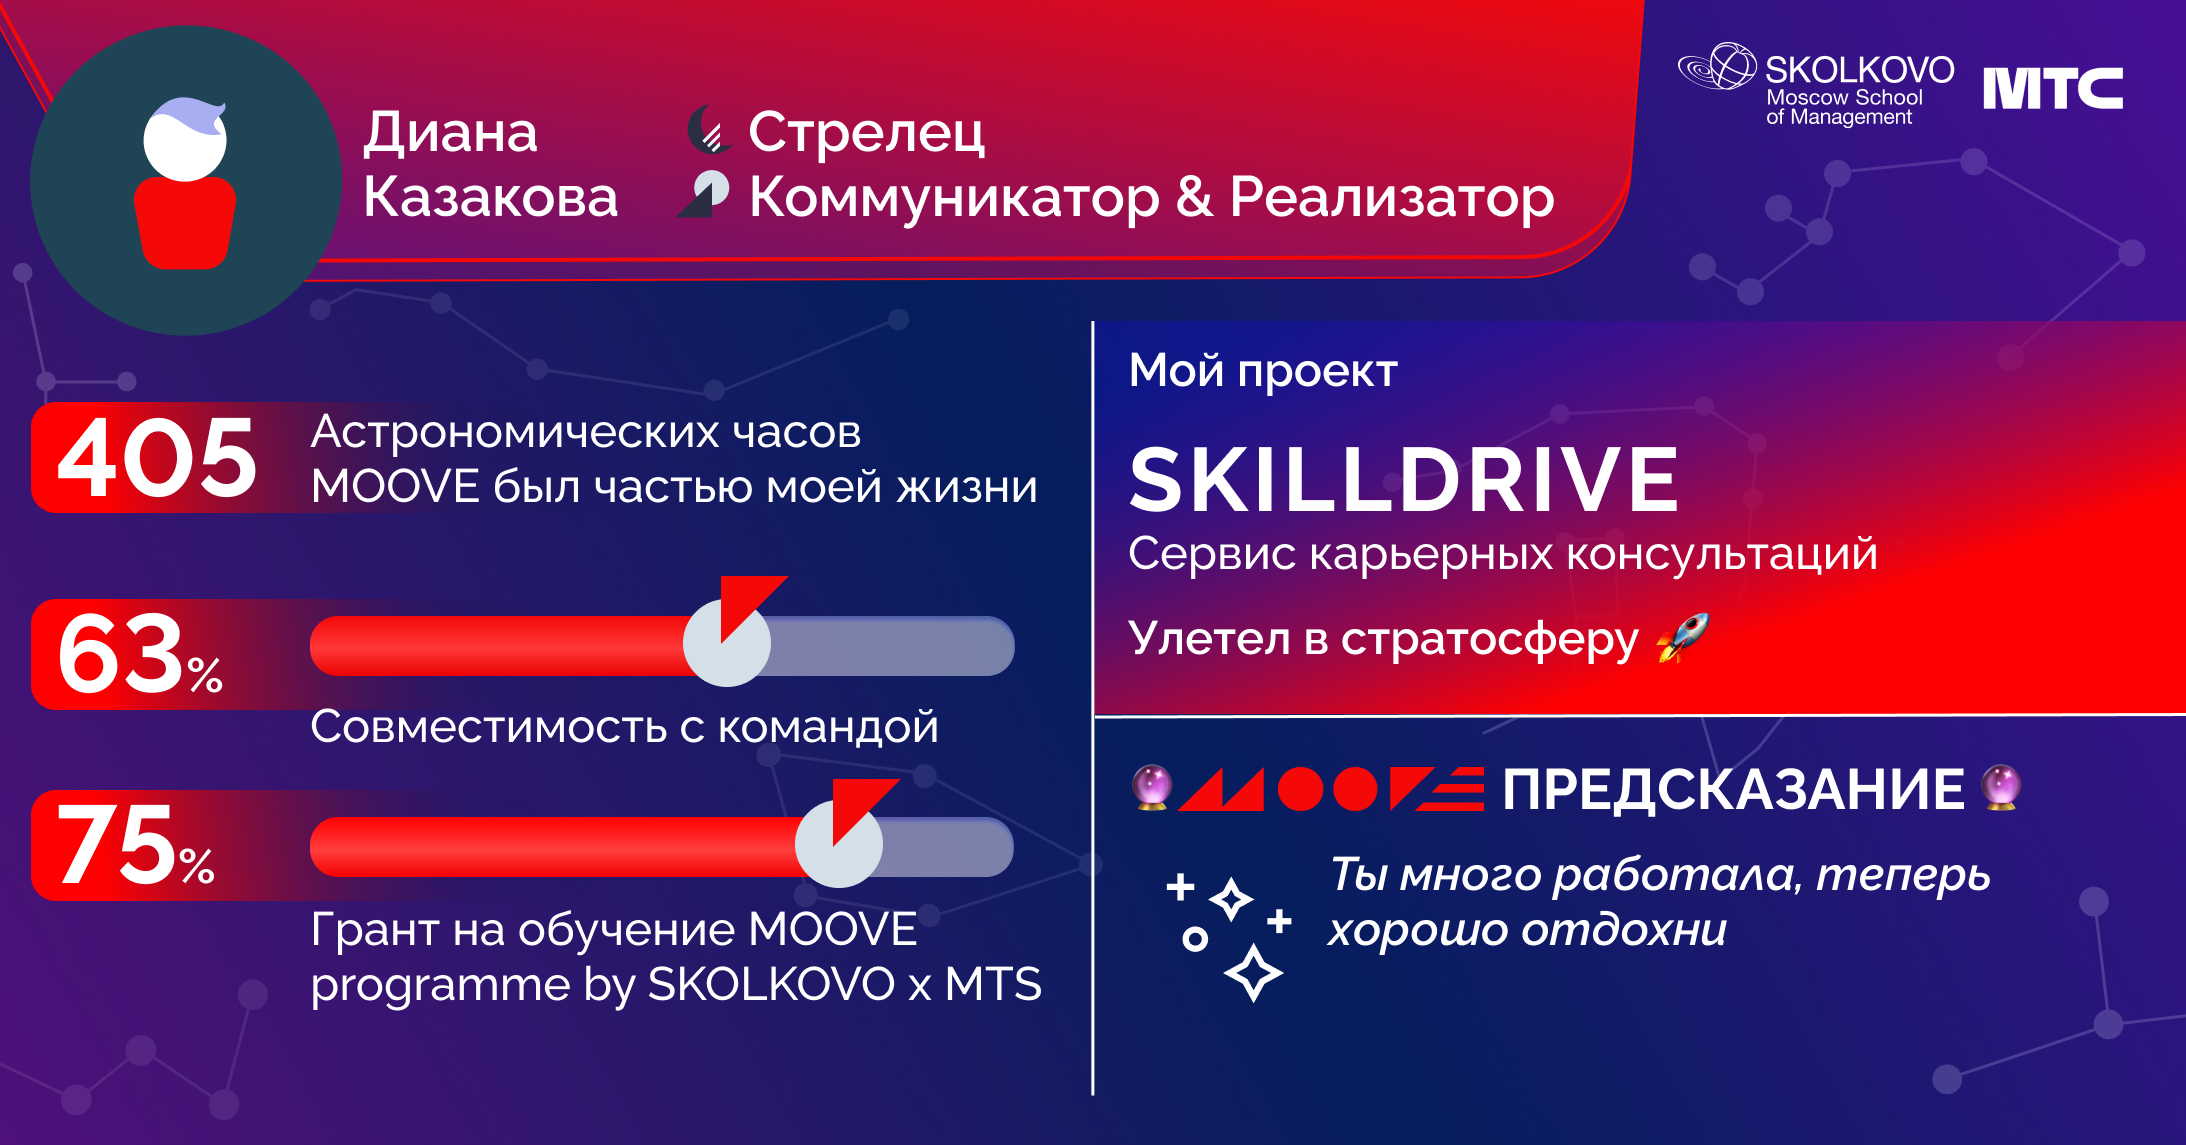 Диана
Казакова
Стрелец
Коммуникатор & Реализатор
SKOLKOVO
Moscow School
of Management
МТС
405
Астрономических часов
MOOVE был частью моей жизни
63%
Совместимость с командой
75%
Грант на обучение MOOVE
programme by SKOLKOVO x MTS
Мой проект
SKILLDRIVE
Сервис карьерных консультаций
Улетел в стратосферу 🚀
🔮 MOOVE ПРЕДСКАЗАНИЕ 🔮
Ты много работала, теперь
хорошо отдохни